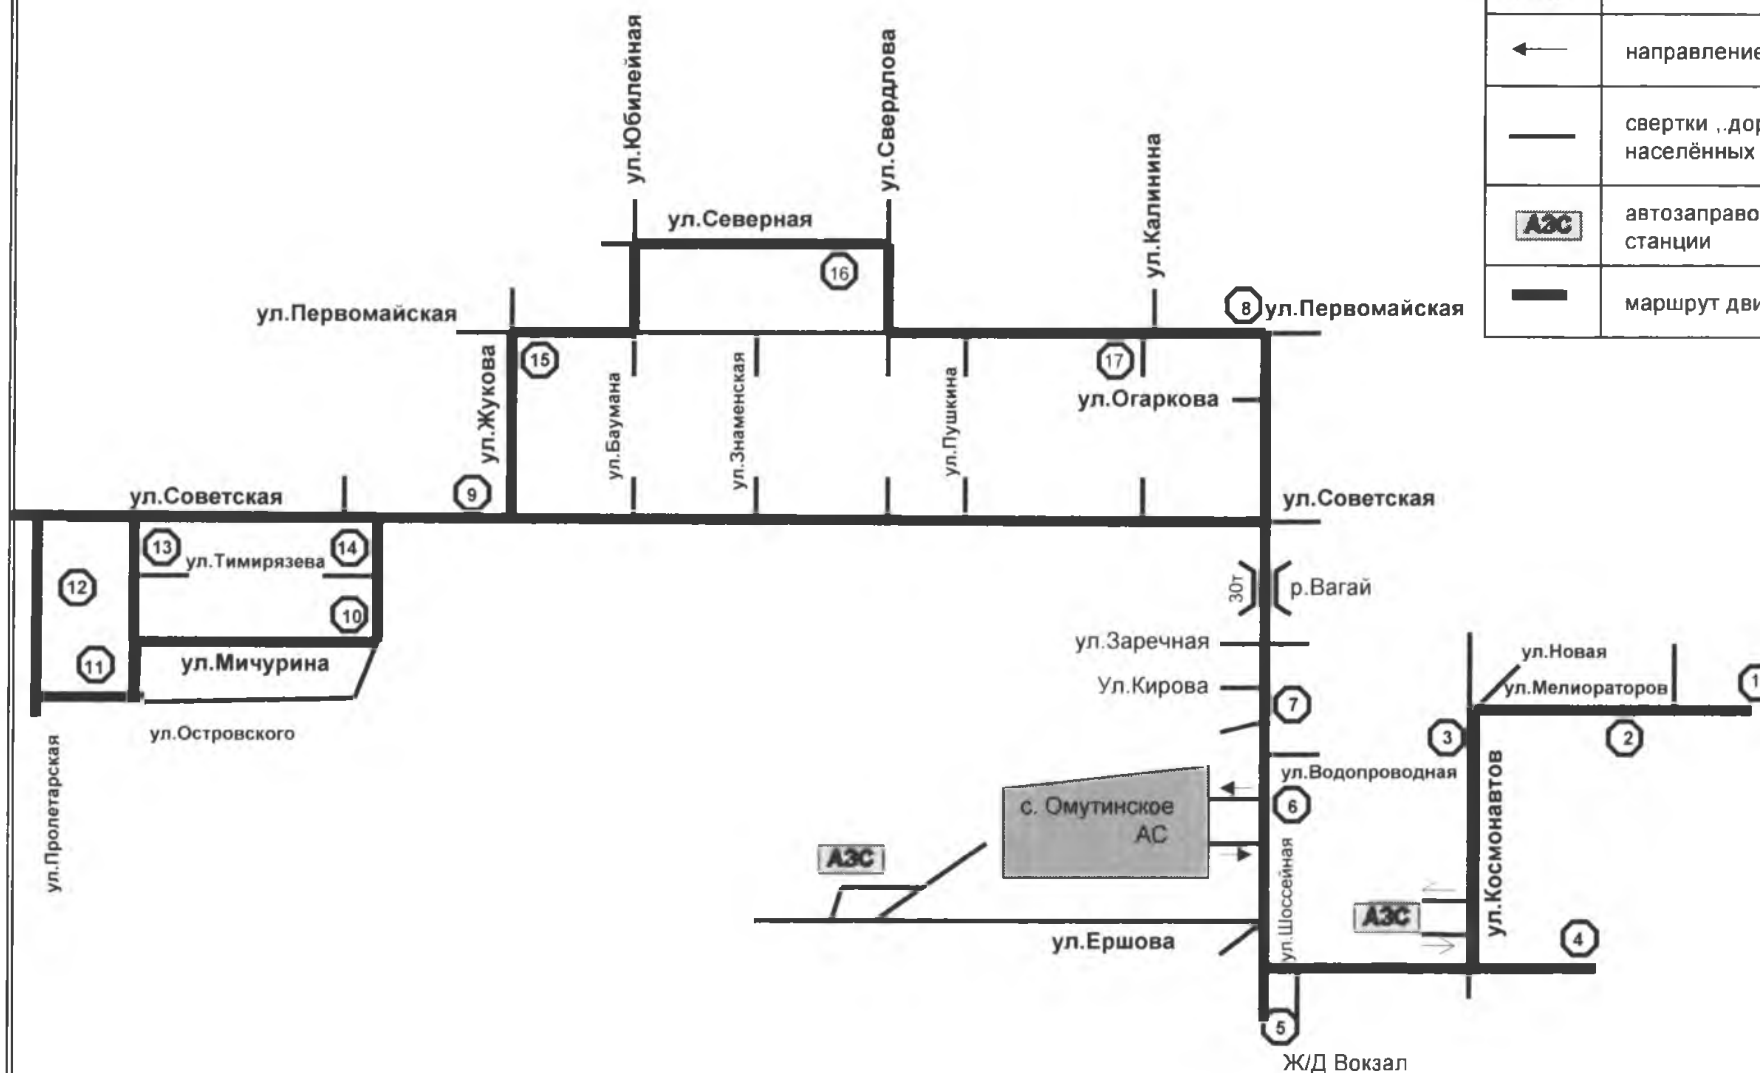 ул.Юбилейная
ул.Свердлова
ул.Калинина
ул.Северная
16
ул.Первомайская
8
ул.Первомайская
15
17
ул.Жукова
ул.Баумана
ул.Знаменская
ул.Пушкина
ул.Огаркова
ул.Советская
9
ул.Советская
13
ул.Тимирязева
14
12
10
11
ул.Мичурина
ул.Островского
ул.Пролетарская
30т
р.Вагай
ул.Заречная
Ул.Кирова
7
ул.Новая
ул.Мелиораторов
1
3
2
ул.Водопроводная
6
с. Омутинское
АС
АЗС
ул.Шоссейная
АЗС
ул.Космонавтов
4
ул.Ершова
5
Ж/Д Вокзал
направление
свертки ,.дор
населённых
АЗС
автозаправо
станции
маршрут дви